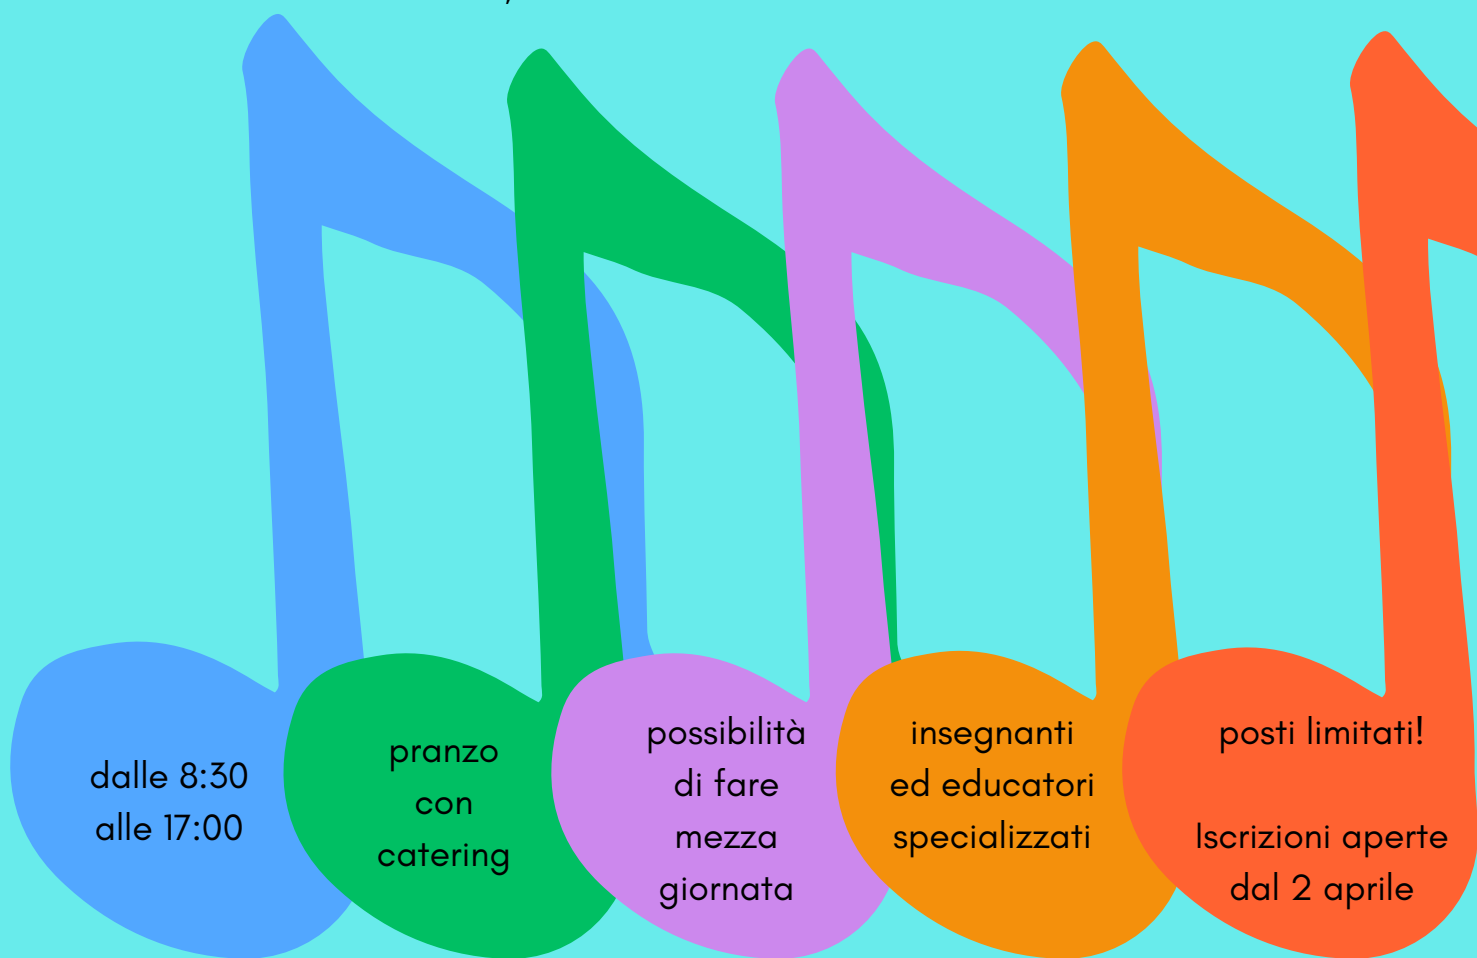 dalle 8:30
alle 17:00
pranzo
con
catering
possibilità
di fare
mezza
giornata
insegnanti
ed educatori
specializzati
posti limitati!
Iscrizioni aperte
dal 2 aprile